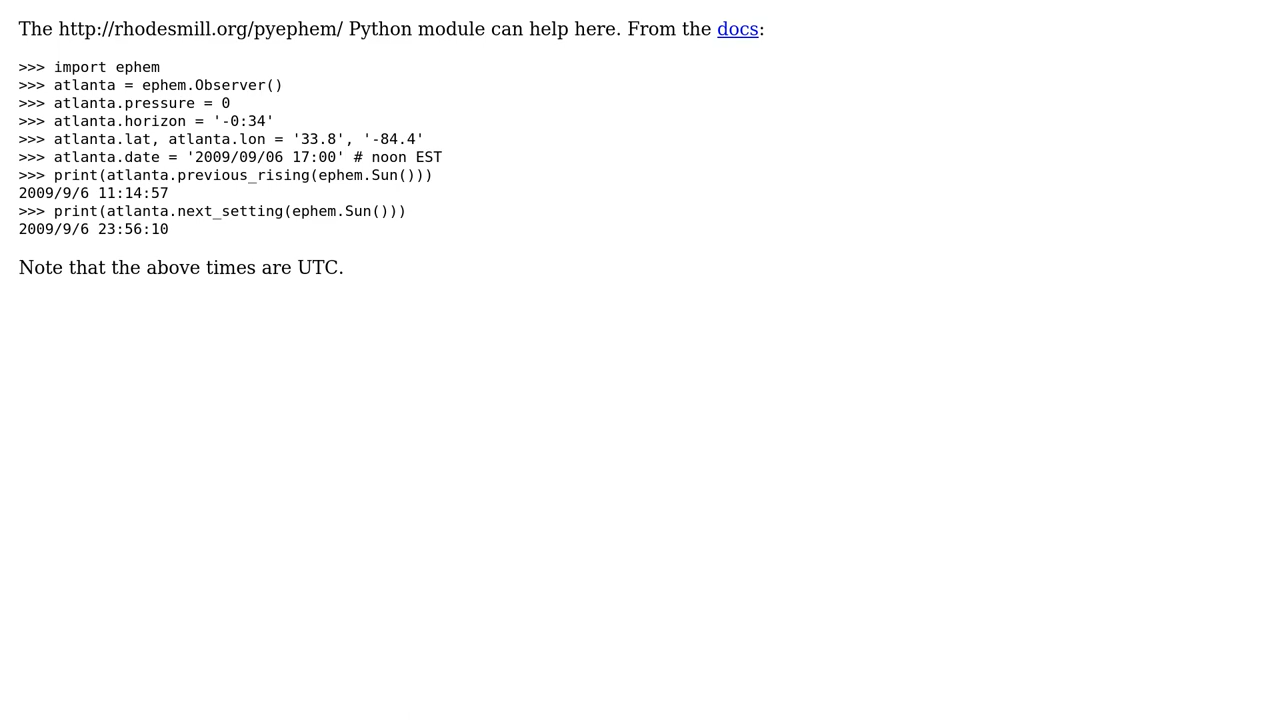 The http://rhodesmill.org/pyephem/ Python module can help here. From the docs:
>>> import ephem
>>> atlanta = ephem.Observer()
>>> atlanta.pressure = 0
>>> atlanta.horizon = '-0:34'
>>> atlanta.lat, atlanta.lon = '33.8', '-84.4'
>>> atlanta.date = '2009/09/06 17:00' # noon EST
>>> print(atlanta.previous_rising(ephem.Sun()))
2009/9/6 11:14:57
>>> print(atlanta.next_setting(ephem.Sun()))
2009/9/6 23:56:10
Note that the above times are UTC.